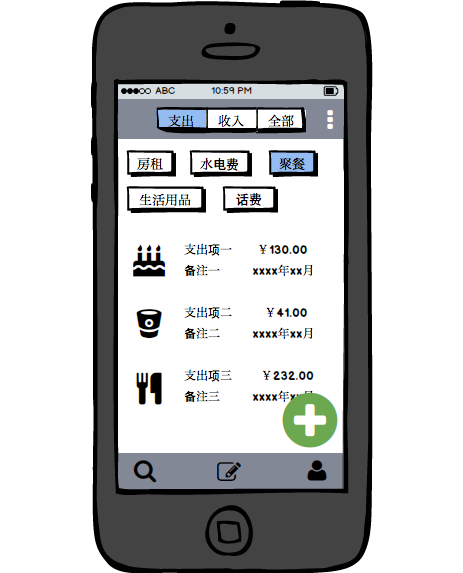 ABC 10:59 PM
支出 收入 全部
房租 水电费 聚餐
生活用品 话费
支出项一 ￥130.00
备注一 xxxx年xx月
支出项二 ￥41.00
备注二 xxxx年xx月
支出项三 ￥232.00
备注三 xxxx年xx月